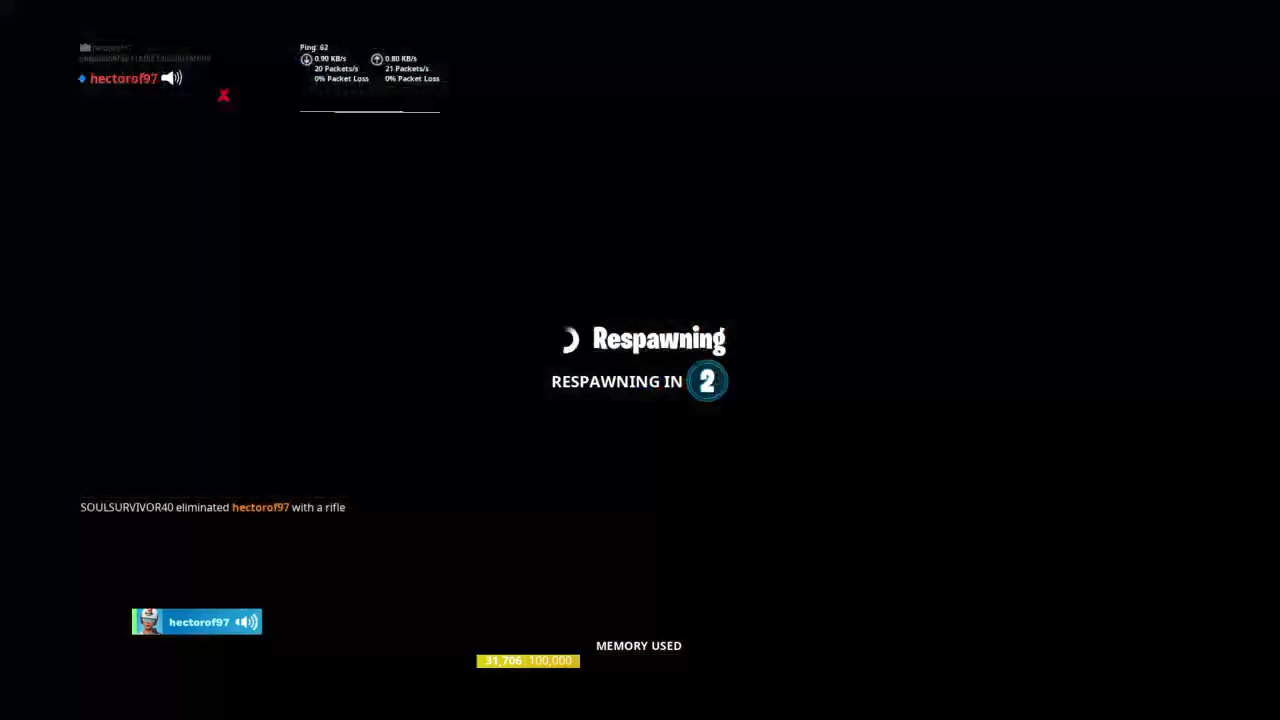 Ping: 62
0.90 KB/s 0.80 KB/s
20 Packets/s 21 Packets/s
0% Packet Loss 0% Packet Loss
hectorof97
X
Respawning
RESPAWNING IN 2
SOULSURVIVOR40 eliminated hectorof97 with a rifle
hectorof97
MEMORY USED
31,706 100,000